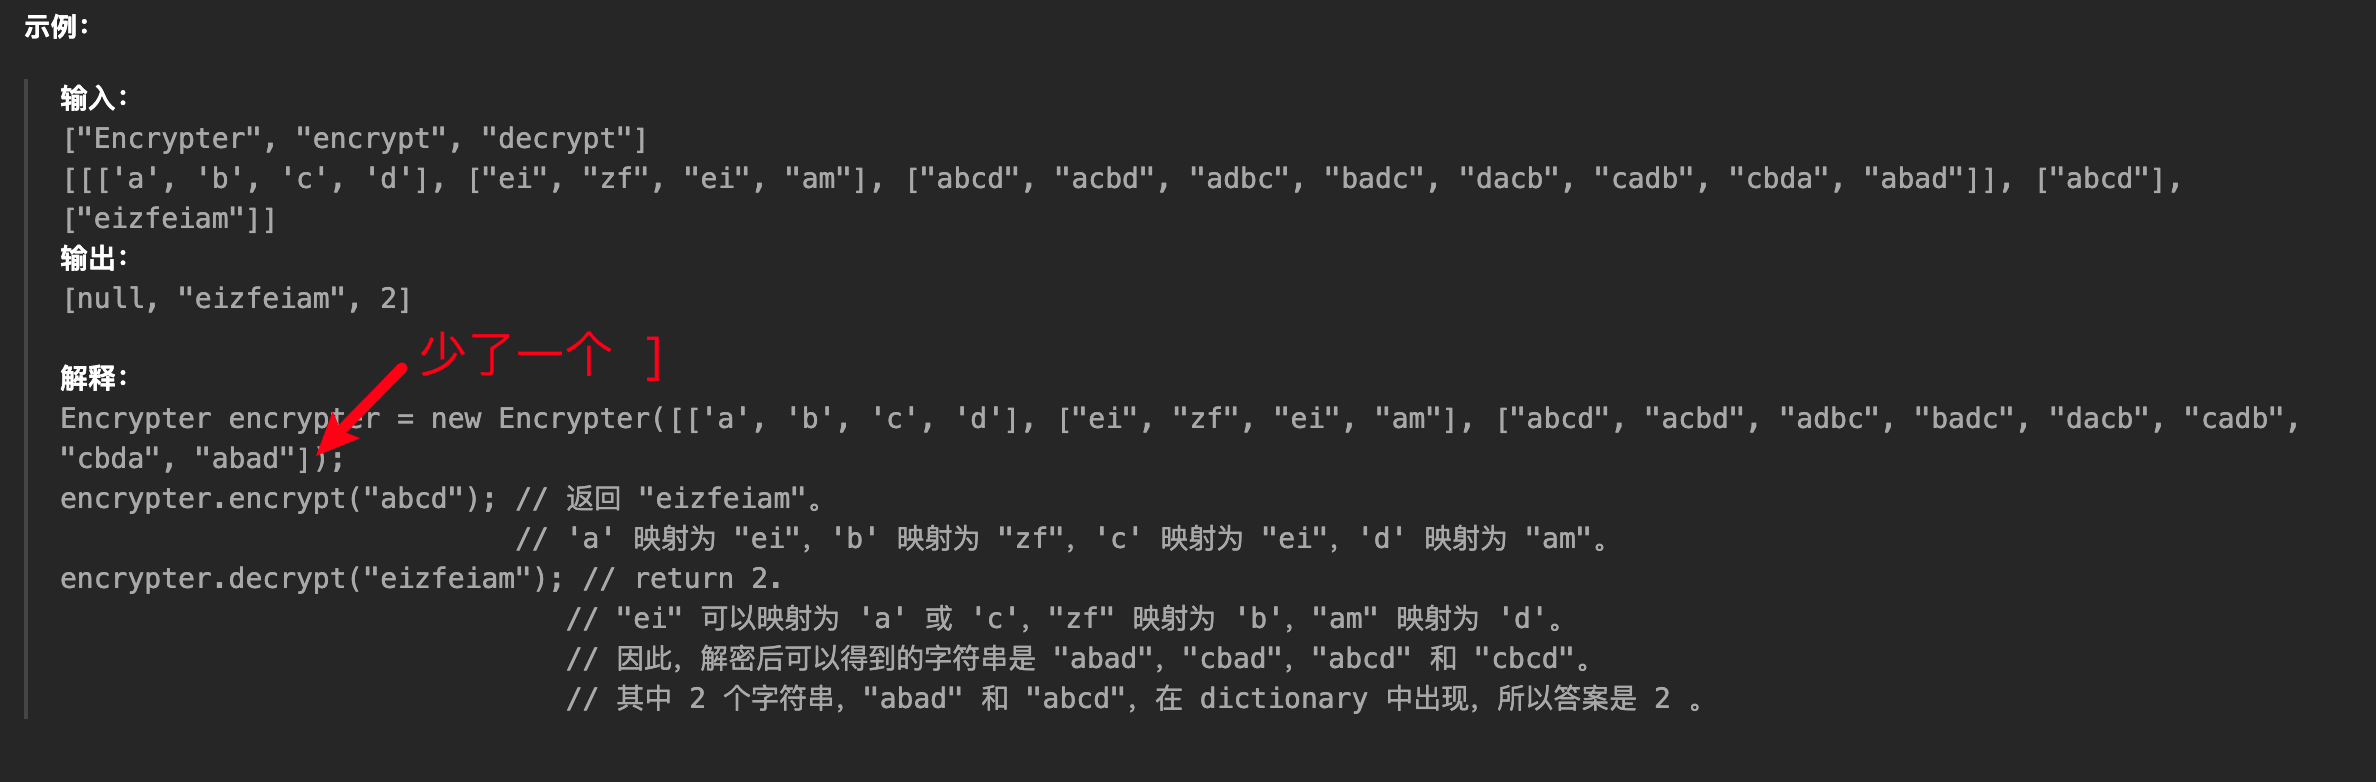 示例：
输入：
["Encrypter", "encrypt", "decrypt"]
[[['a', 'b', 'c', 'd'], ["ei", "zf", "ei", "am"], ["abcd", "acbd", "adbc", "badc", "dacb", "cadb", "cbda", "abad"]], ["abcd"],
["eizfeiam"]]
输出：
[null, "eizfeiam", 2]
少了一个 ]
解释：
Encrypter encrypter = new Encrypter([['a', 'b', 'c', 'd'], ["ei", "zf", "ei", "am"], ["abcd", "acbd", "adbc", "badc", "dacb", "cadb",
"cbda", "abad"]);
encrypter.encrypt("abcd"); // 返回 "eizfeiam"。
// 'a' 映射为 "ei"，'b' 映射为 "zf"，'c' 映射为 "ei"，'d' 映射为 "am"。
encrypter.decrypt("eizfeiam"); // return 2.
// "ei" 可以映射为 'a' 或 'c'，"zf" 映射为 'b'，"am" 映射为 'd'。
// 因此，解密后可以得到的字符串是 "abad"，"cbad"，"abcd" 和 "cbcd"。
// 其中 2 个字符串，"abad" 和 "abcd"，在 dictionary 中出现，所以答案是 2 。